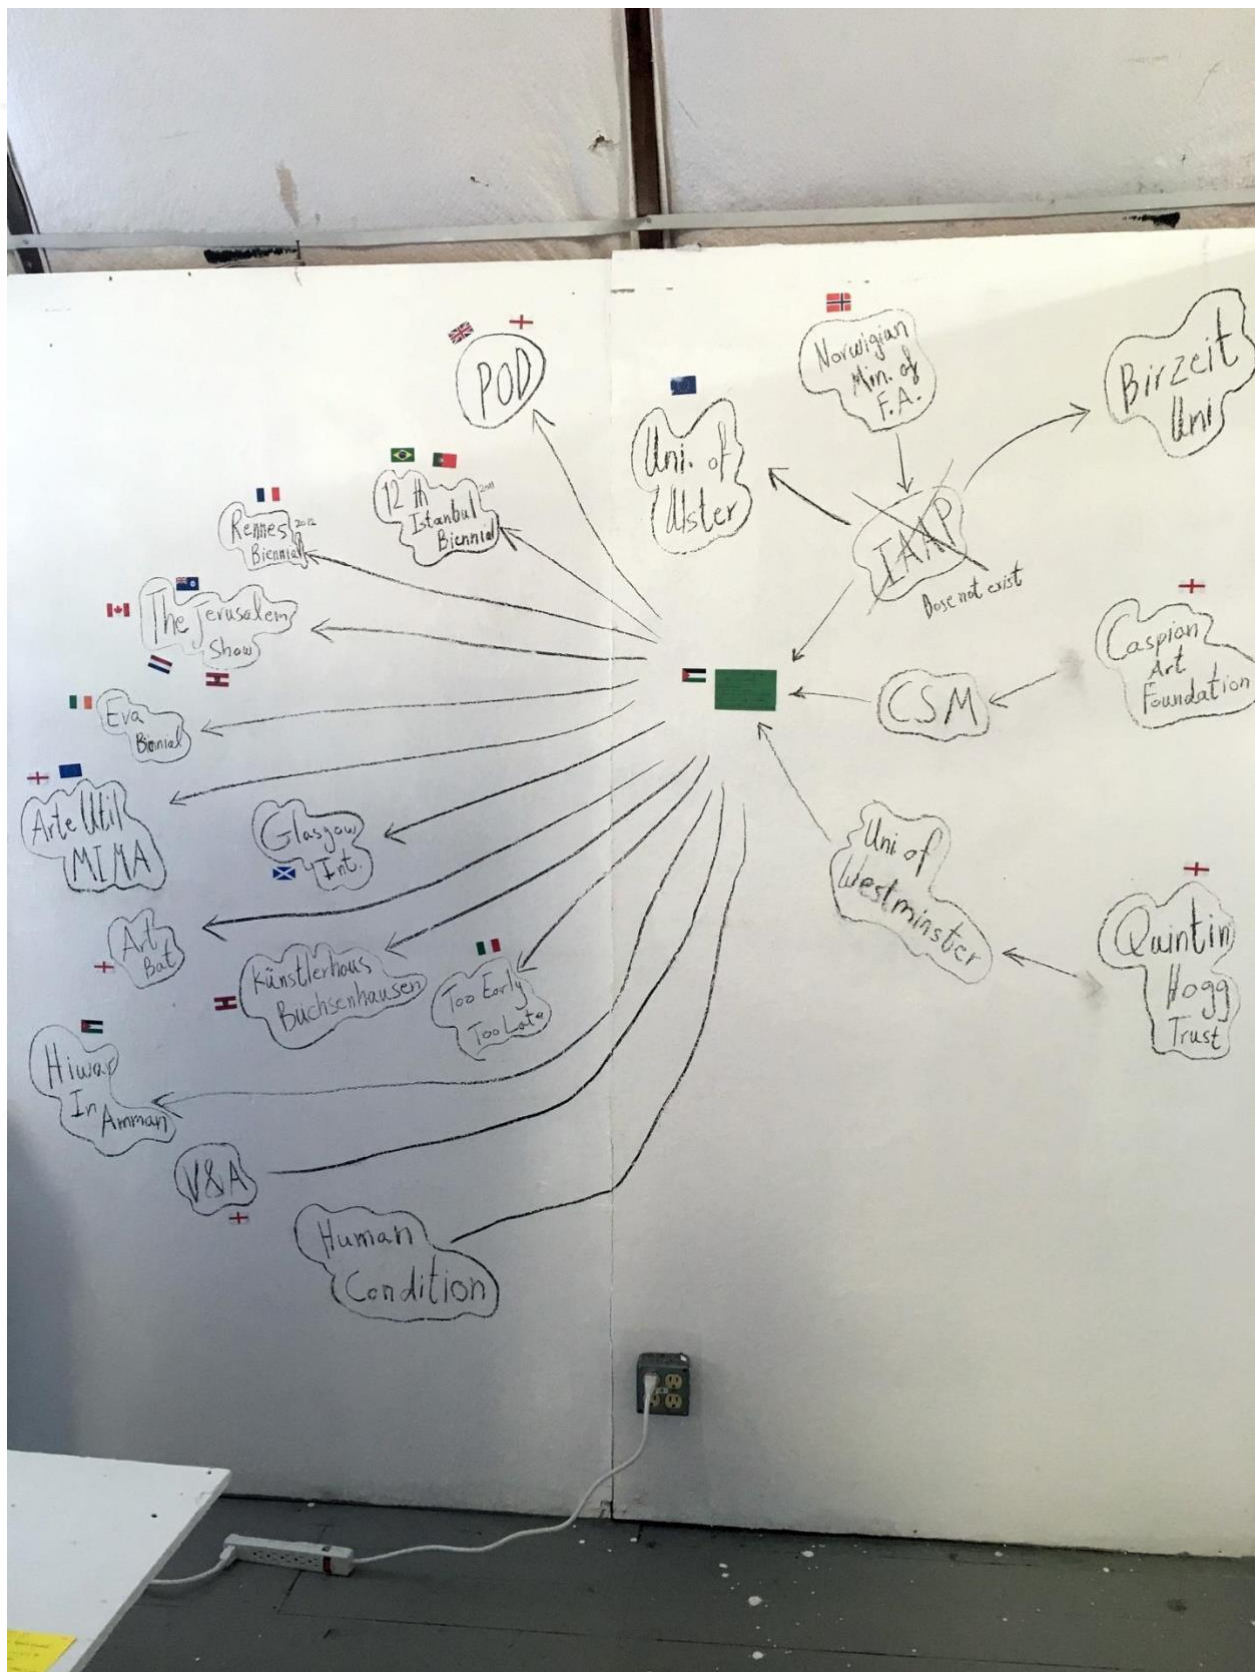 POD
Norwigian
Min. of
F.A.
Birzeit
Uni
Uni. of
Ulster
12 th
2011
Istanbul
Biennial
Rennes 2012
Biennial
IAAP
Dose not exist
The Jerusalem
Show
Caspian
Art
Foundation
Eva
Biennial
CSM
Arte Util
MIMA
Glasgow
Int.
Uni of
Westminster
Art
Bat
Künstlerhaus
Büchsenhausen
Too Early
Too Late
Quintin
Hogg
Trust
Hiwar
In
Amman
V&A
Human
Condition